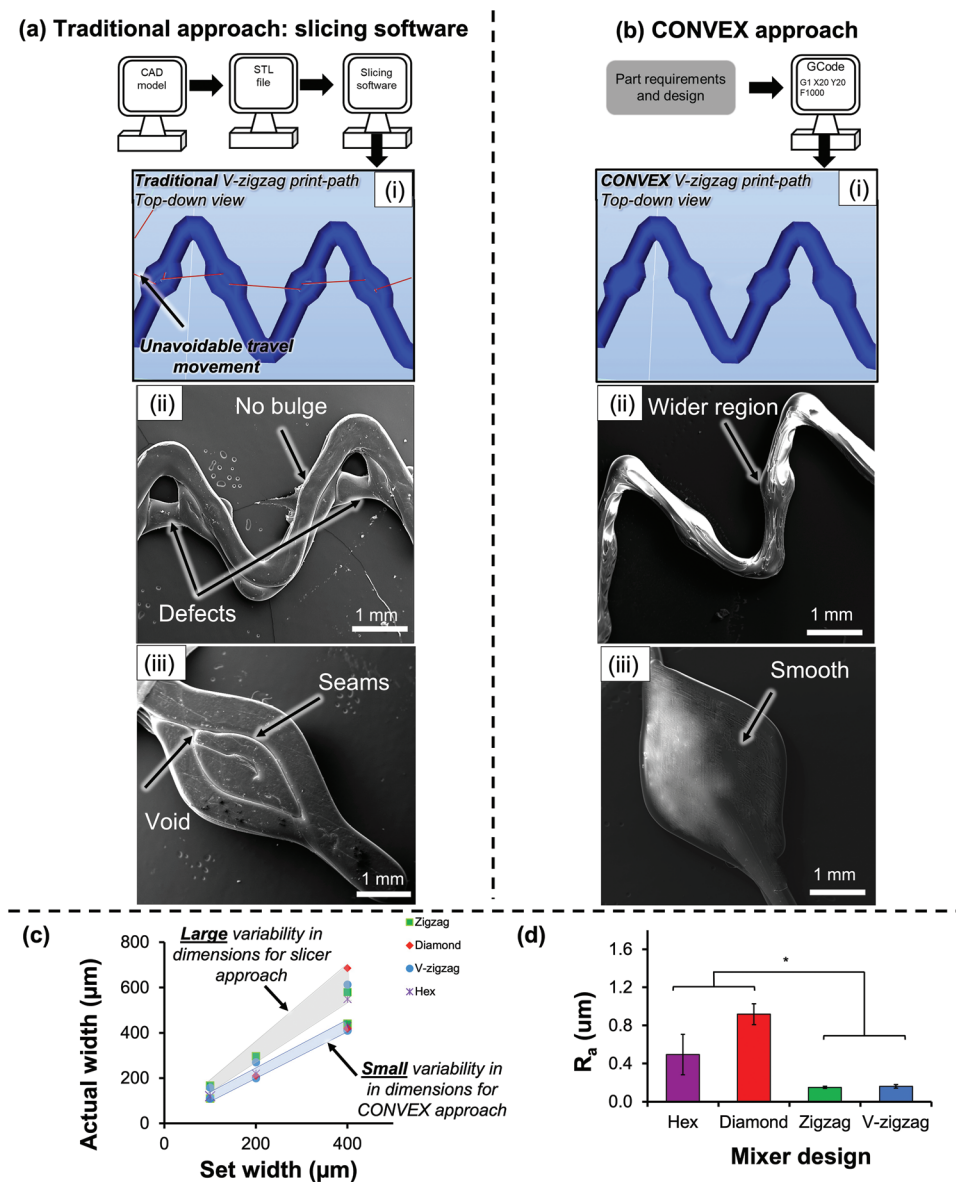 (a) Traditional approach: slicing software
CAD
model
STL
file
Slicing
software
Traditional V-zigzag print-path
Top-down view
(i)
Unavoidable travel
movement
(ii)
No bulge
Defects
1 mm
(iii)
Seams
Void
1 mm
(b) CONVEX approach
Part requirements
and design
GCode
G1 X20 Y20
F1000
CONVEX V-zigzag print-path
Top-down view
(i)
(ii)
Wider region
1 mm
(iii)
Smooth
1 mm
(c)
Actual width (µm)
800
600
400
200
0
0
200
400
Set width (µm)
Large variability in
dimensions for slicer
approach
Small variability in
in dimensions for
CONVEX approach
Zigzag
Diamond
V-zigzag
Hex
(d)
Ra (um)
1.6
1.2
0.8
0.4
0.0
*
Hex
Diamond
Zigzag
V-zigzag
Mixer design